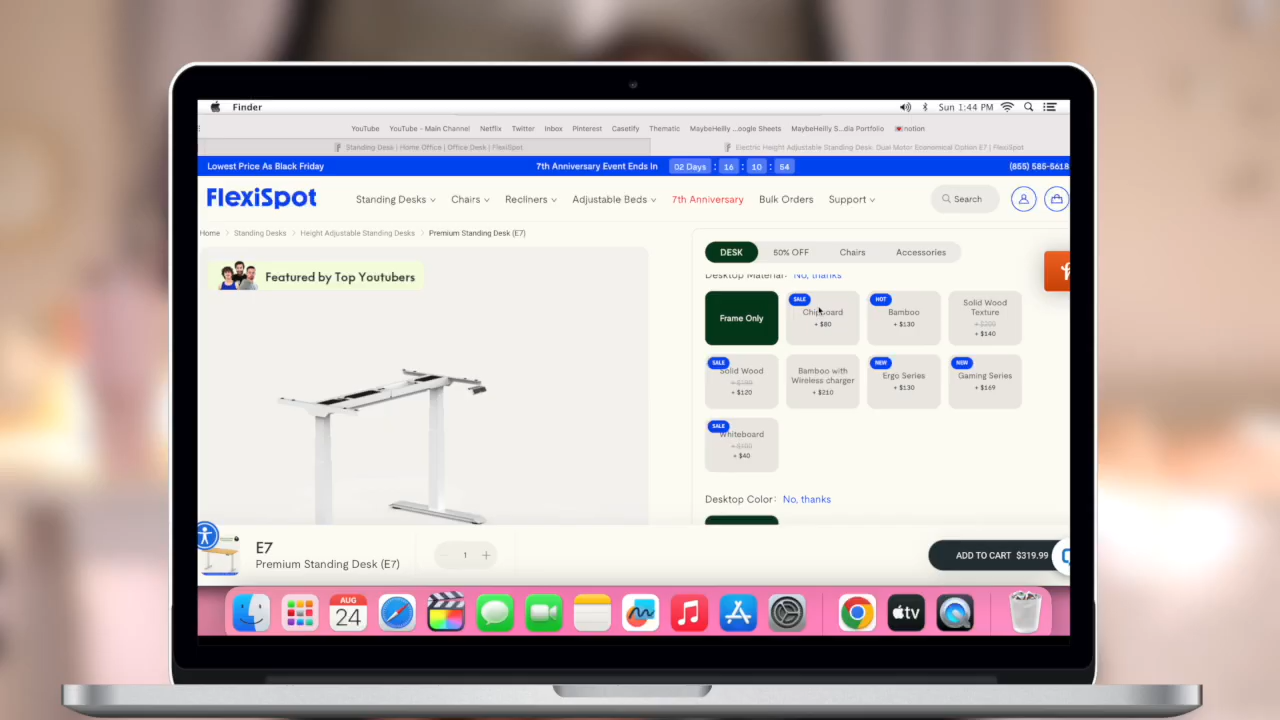 Finder
Sun 1:44 PM
YouTube YouTube - Main Channel Netflix Twitter Inbox Pinterest Casetify Thematic MaybeHeilly ...oogle Sheets MaybeHeilly S...dia Portfolio notion
Standing Desk | Home Office | Office Desk | FlexiSpot
Electric Height Adjustable Standing Desk- Dual Motor Economical Option E7 | FlexiSpot
Lowest Price As Black Friday
7th Anniversary Event Ends In 02 Days : 16 : 10 : 54
(855) 585-5618
FlexiSpot
Standing Desks Chairs Recliners Adjustable Beds 7th Anniversary Bulk Orders Support
Search
Home > Standing Desks > Height Adjustable Standing Desks > Premium Standing Desk (E7)
Featured by Top Youtubers
DESK 50% OFF Chairs Accessories
Desktop Material: No, thanks
Frame Only
SALE
Chipboard
+ $80
HOT
Bamboo
+ $130
Solid Wood
Texture
+ $140
SALE
Solid Wood
+ $120
Bamboo with
Wireless charger
+ $210
NEW
Ergo Series
+ $130
NEW
Gaming Series
+ $169
SALE
Whiteboard
+ $40
Desktop Color: No, thanks
E7
Premium Standing Desk (E7)
1
ADD TO CART $319.99
AUG
24
tv